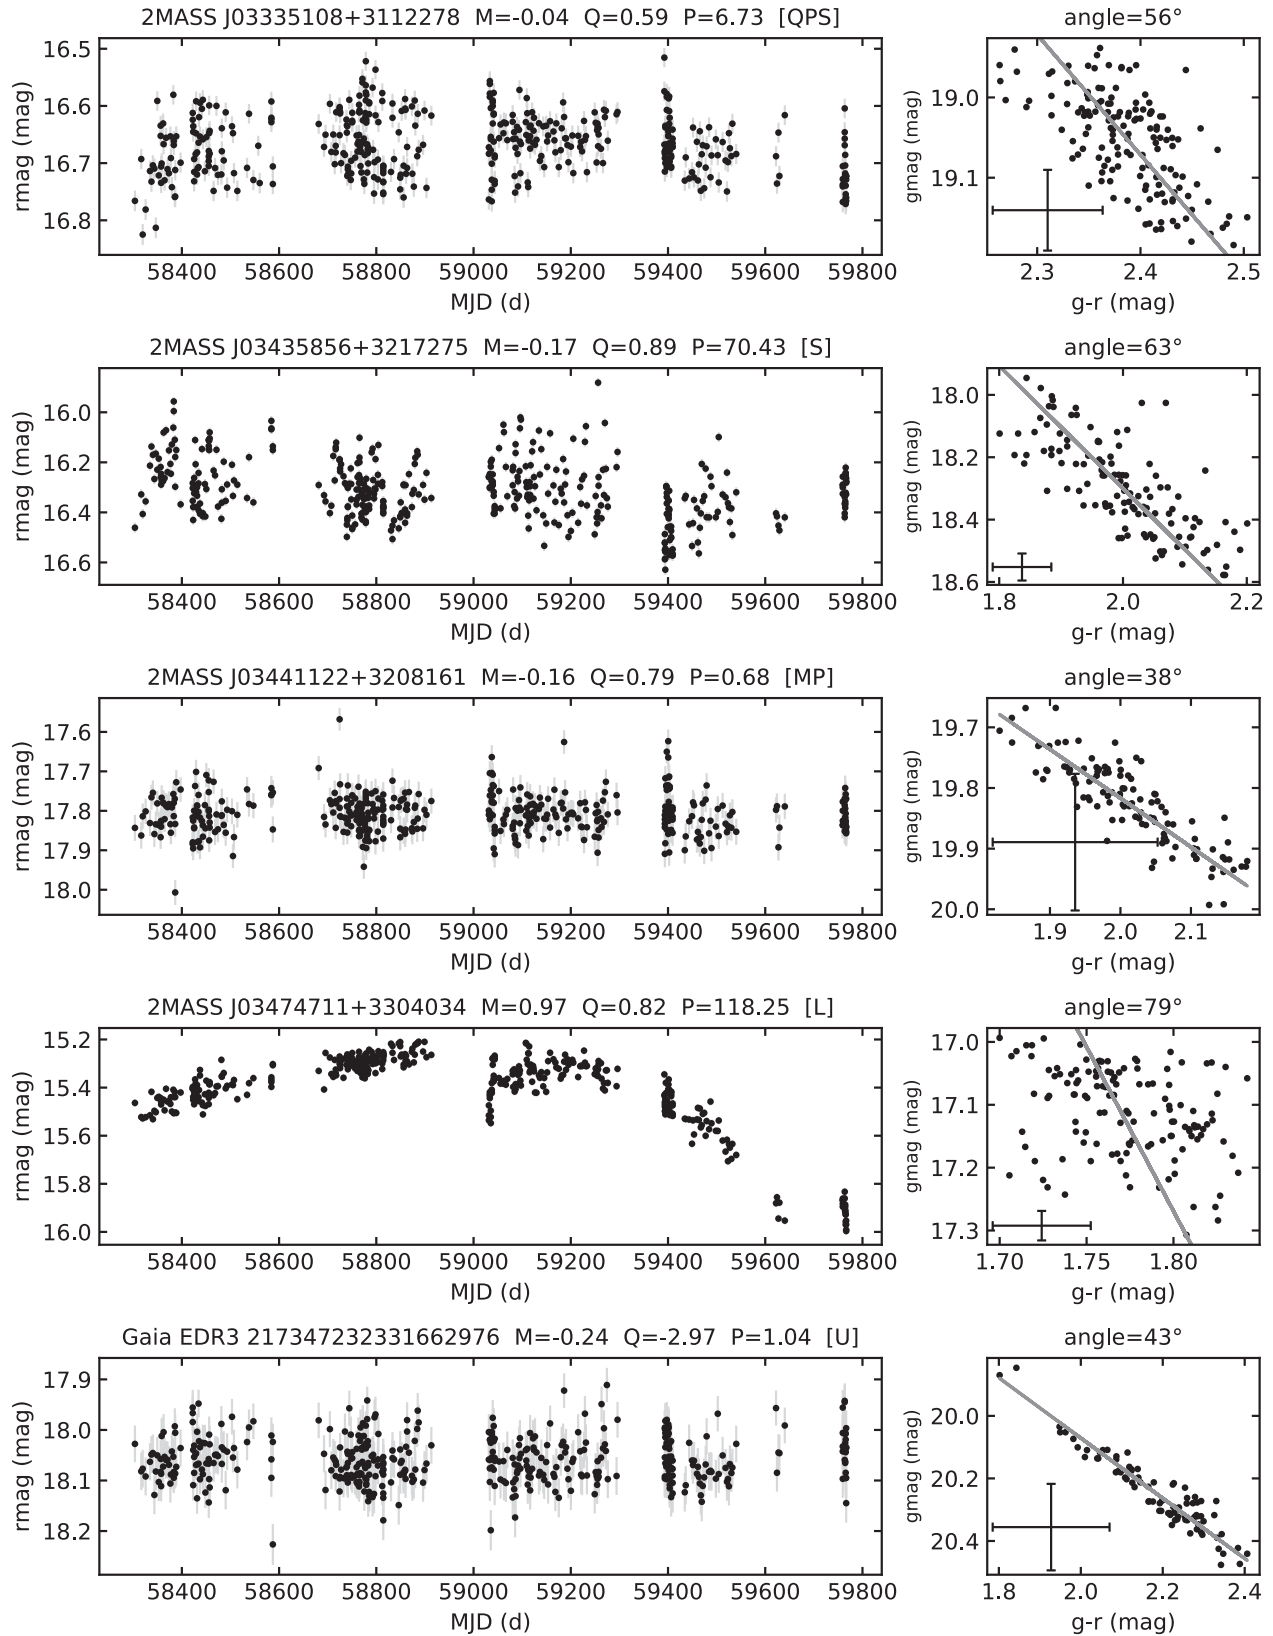 2MASS J03335108+3112278 M=-0.04 Q=0.59 P=6.73 [QPS]
angle=56°
16.5
16.6
16.7
16.8
rmag (mag)
58400 58600 58800 59000 59200 59400 59600 59800
MJD (d)
19.0
19.1
gmag (mag)
2.3 2.4 2.5
g-r (mag)
2MASS J03435856+3217275 M=-0.17 Q=0.89 P=70.43 [S]
angle=63°
16.0
16.2
16.4
16.6
rmag (mag)
58400 58600 58800 59000 59200 59400 59600 59800
MJD (d)
18.0
18.2
18.4
18.6
gmag (mag)
1.8 2.0 2.2
g-r (mag)
2MASS J03441122+3208161 M=-0.16 Q=0.79 P=0.68 [MP]
angle=38°
17.6
17.7
17.8
17.9
18.0
rmag (mag)
58400 58600 58800 59000 59200 59400 59600 59800
MJD (d)
19.7
19.8
19.9
20.0
gmag (mag)
1.9 2.0 2.1
g-r (mag)
2MASS J03474711+3304034 M=0.97 Q=0.82 P=118.25 [L]
angle=79°
15.2
15.4
15.6
15.8
16.0
rmag (mag)
58400 58600 58800 59000 59200 59400 59600 59800
MJD (d)
17.0
17.1
17.2
17.3
gmag (mag)
1.70 1.75 1.80
g-r (mag)
Gaia EDR3 217347232331662976 M=-0.24 Q=-2.97 P=1.04 [U]
angle=43°
17.9
18.0
18.1
18.2
rmag (mag)
58400 58600 58800 59000 59200 59400 59600 59800
MJD (d)
20.0
20.2
20.4
gmag (mag)
1.8 2.0 2.2 2.4
g-r (mag)